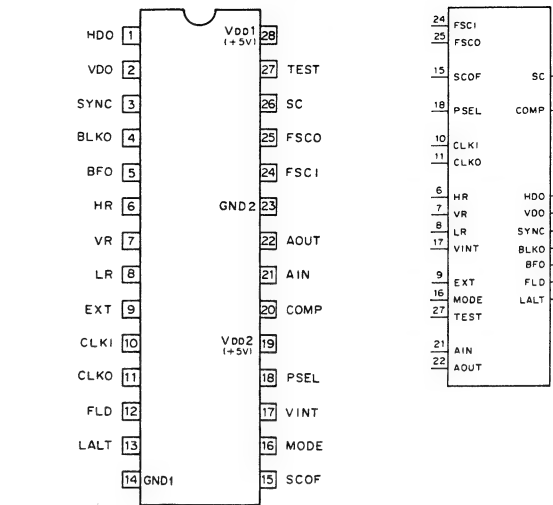 HDO 1 VDD1 (+5V) 28
VDO 2 27 TEST
SYNC 3 26 SC
BLKO 4 25 FSCO
BFO 5 24 FSCI
HR 6 GND2 23
VR 7 22 AOUT
LR 8 21 AIN
EXT 9 20 COMP
CLKI 10 VDD2 (+5V) 19
CLKO 11 18 PSEL
FLD 12 17 VINT
LALT 13 16 MODE
14 GND1 15 SCOF
24 FSCI
25 FSCO
15 SCOF SC
18 PSEL COMP
10 CLKI
11 CLKO
6 HR HDO
7 VR VDO
8 LR SYNC
17 VINT BLKO
BFO
9 EXT FLD
16 MODE LALT
27 TEST
21 AIN
22 AOUT